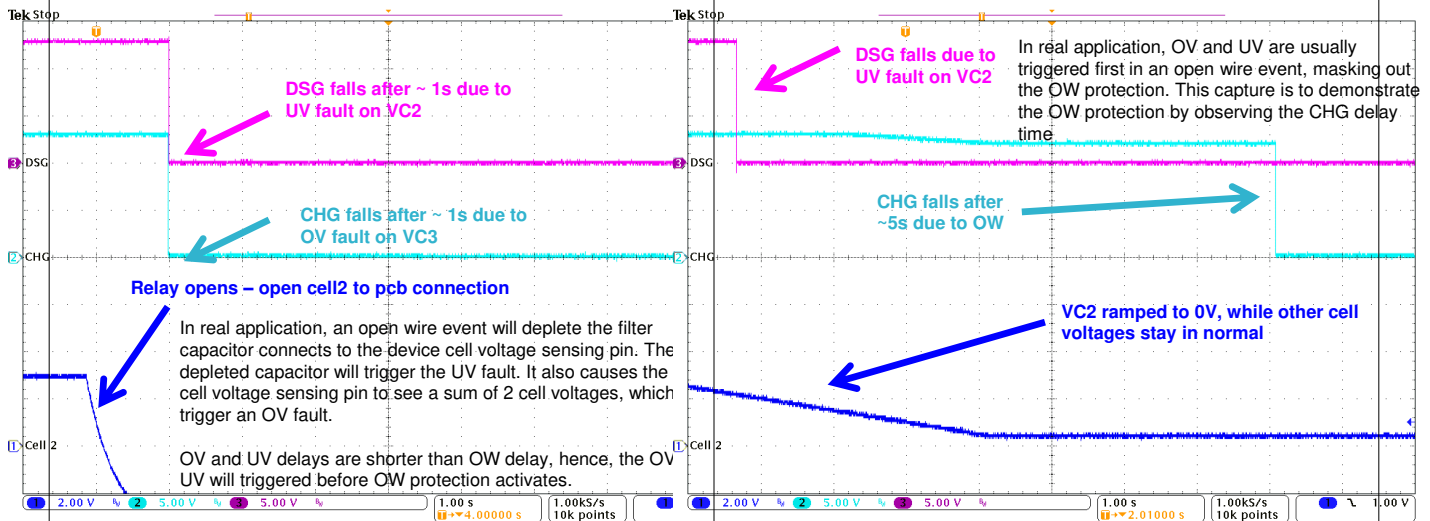 Tek Stop
T
T
DSG falls after ~ 1s due to
UV fault on VC2
3 DSG
CHG falls after ~ 1s due to
OV fault on VC3
2 CHG
Relay opens – open cell2 to pcb connection
In real application, an open wire event will deplete the filter
capacitor connects to the device cell voltage sensing pin. The
depleted capacitor will trigger the UV fault. It also causes the
cell voltage sensing pin to see a sum of 2 cell voltages, which
trigger an OV fault.
1 Cell 2
OV and UV delays are shorter than OW delay, hence, the OV
UV will triggered before OW protection activates.
1 2.00 V 2 5.00 V 3 5.00 V
1.00 s
T→▼4.00000 s
1.00kS/s
10k points
1
Tek Stop
T
T
DSG falls due to
UV fault on VC2
In real application, OV and UV are usually
triggered first in an open wire event, masking out
the OW protection. This capture is to demonstrate
the OW protection by observing the CHG delay
time
3 DSG
CHG falls after
~5s due to OW
2 CHG
VC2 ramped to 0V, while other cell
voltages stay in normal
1 Cell 2
1 2.00 V 2 5.00 V 3 5.00 V
1.00 s
T→▼2.01000 s
1.00kS/s
10k points
1 1.00 V